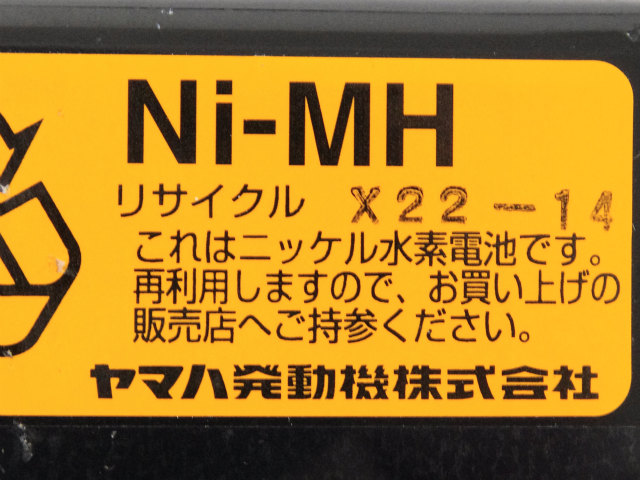 Ni-MH
リサイクル X22-14
これはニッケル水素電池です。
再利用しますので、お買い上げの
販売店へご持参ください。
ヤマハ発動機株式会社